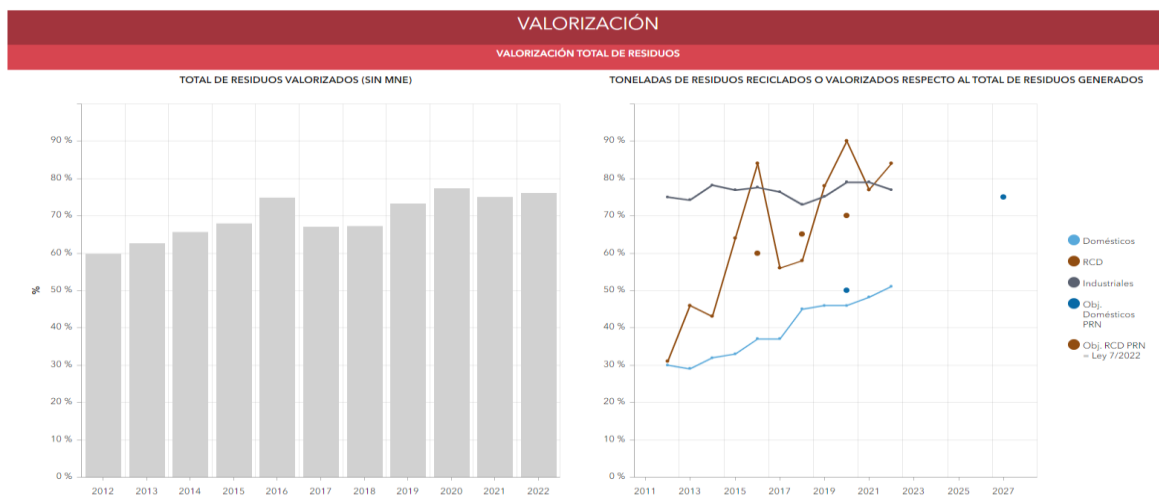 VALORIZACIÓN
VALORIZACIÓN TOTAL DE RESIDUOS
TOTAL DE RESIDUOS VALORIZADOS (SIN MNE)
90 %
80 %
70 %
60 %
50 %
40 %
30 %
20 %
10 %
0 %
%
2012 2013 2014 2015 2016 2017 2018 2019 2020 2021 2022
TONELADAS DE RESIDUOS RECICLADOS O VALORIZADOS RESPECTO AL TOTAL DE RESIDUOS GENERADOS
90 %
80 %
70 %
60 %
50 %
40 %
30 %
20 %
10 %
0 %
2011 2013 2015 2017 2019 2021 2023 2025 2027
Domésticos
RCD
Industriales
Obj.
Domésticos
PRN
Obj. RCD PRN
= Ley 7/2022